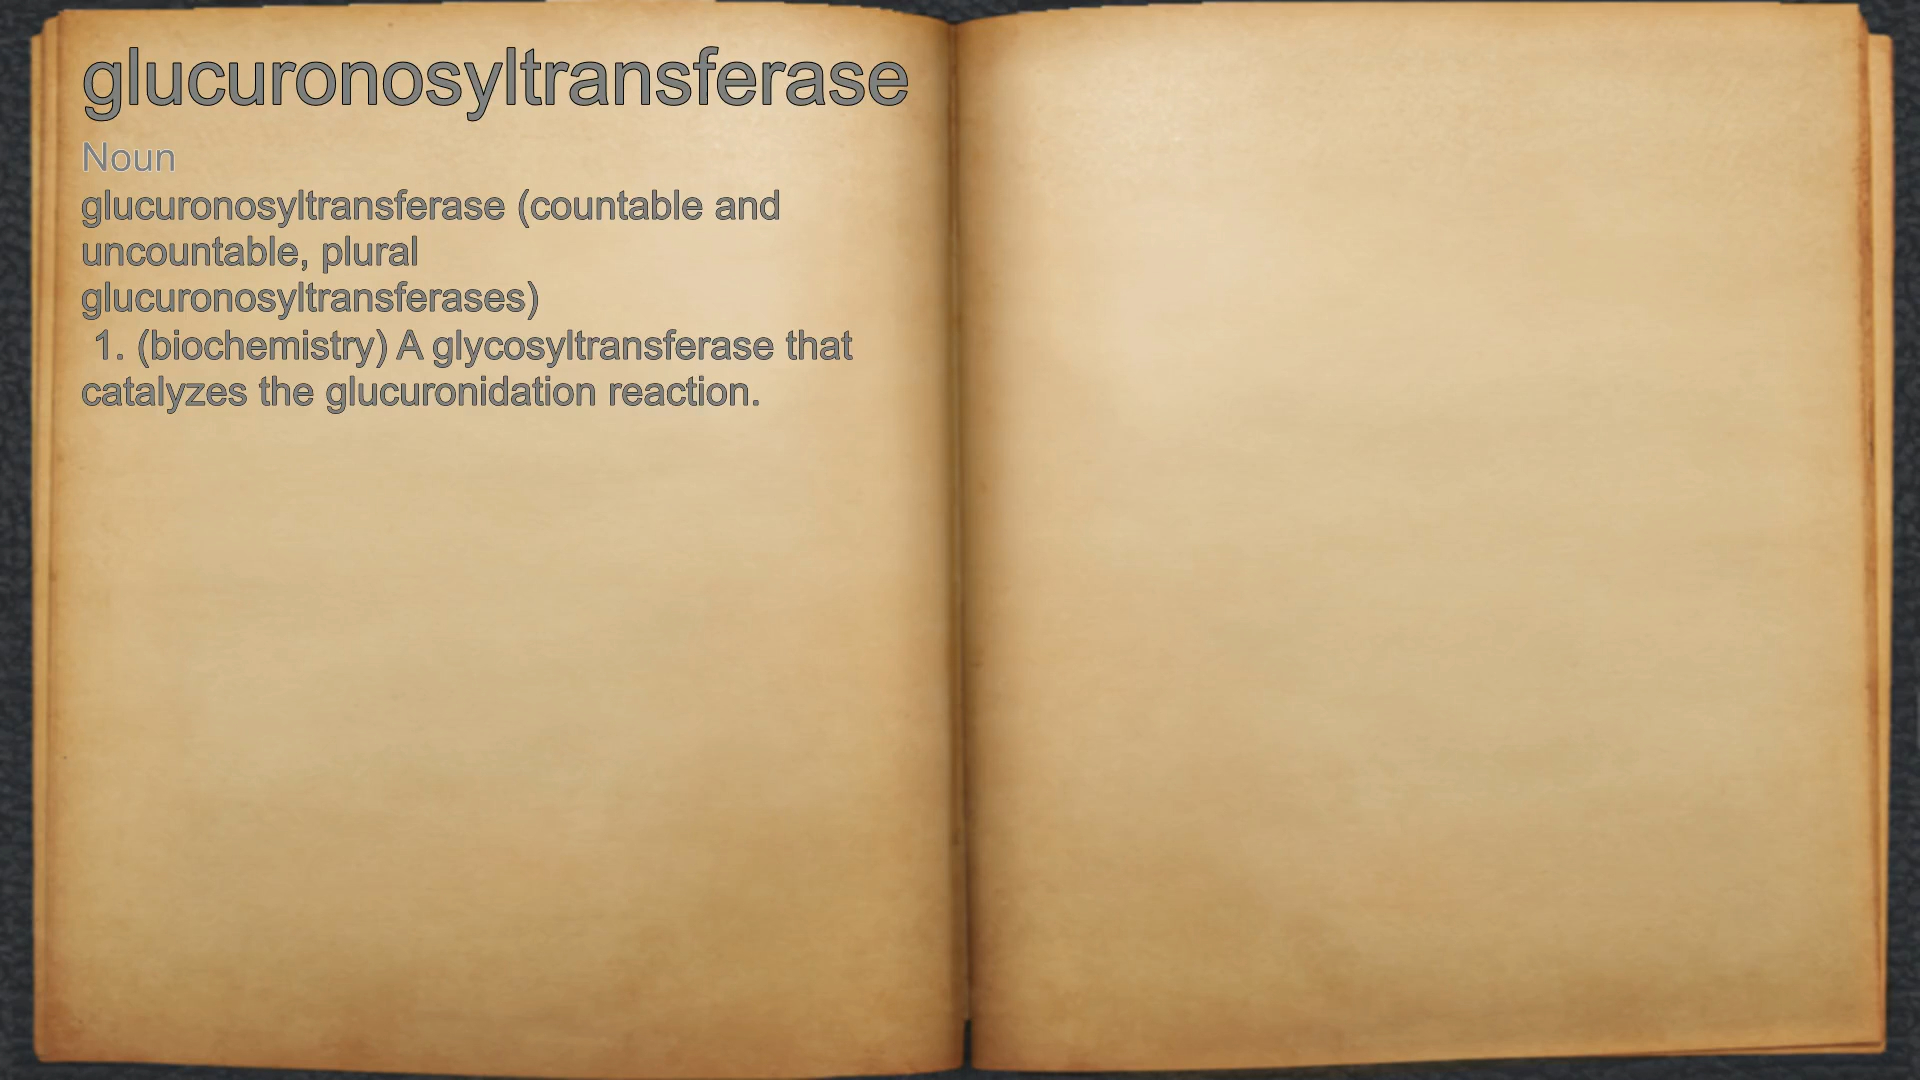 glucuronosyltransferase
Noun
glucuronosyltransferase (countable and
uncountable, plural
glucuronosyltransferases)
1. (biochemistry) A glycosyltransferase that
catalyzes the glucuronidation reaction.